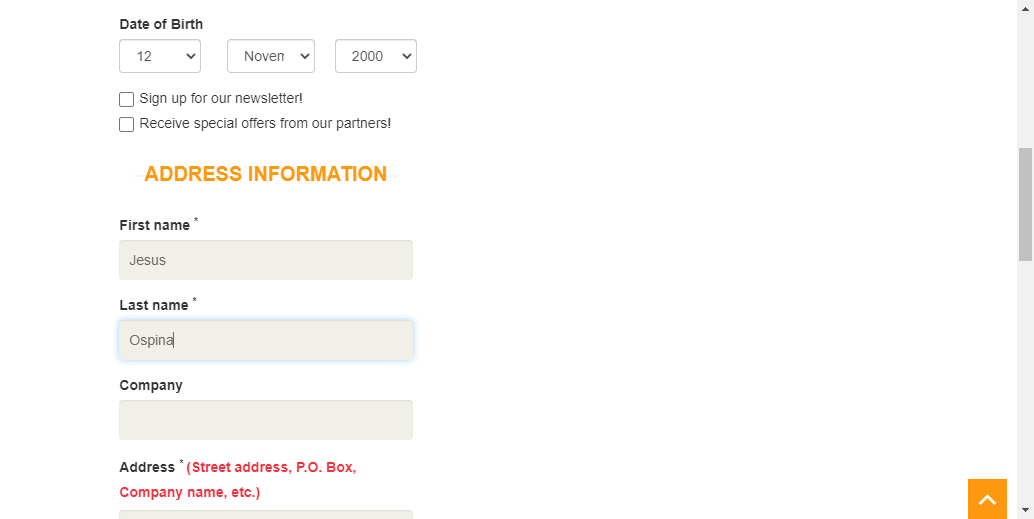 Date of Birth
12 Novem 2000
Sign up for our newsletter!
Receive special offers from our partners!
ADDRESS INFORMATION
First name *
Jesus
Last name *
Ospina
Company
Address * (Street address, P.O. Box,
Company name, etc.)